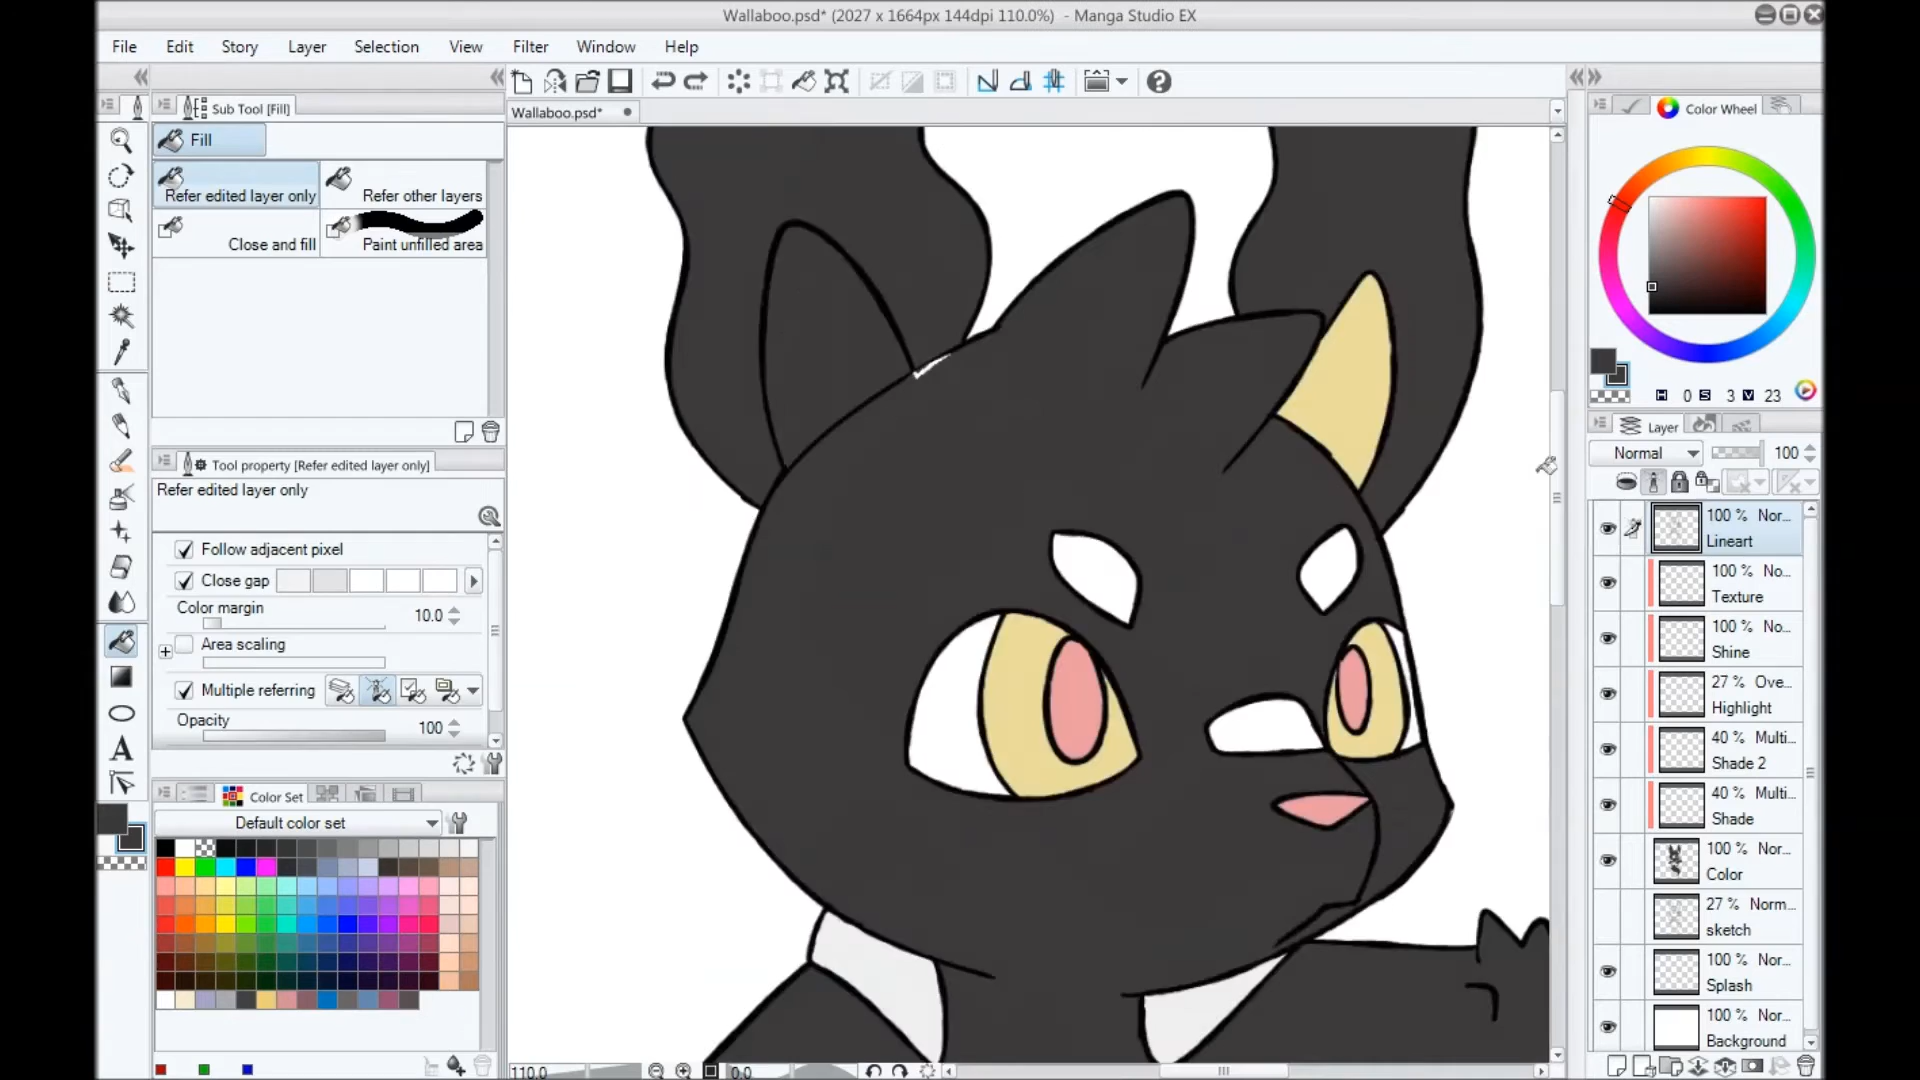 Wallaboo.psd* (2027 x 1664px 144dpi 110.0%) - Manga Studio EX
File Edit Story Layer Selection View Filter Window Help
Sub Tool [Fill]
Wallaboo.psd*
Color Wheel
Fill
Refer edited layer only
Refer other layers
Close and fill
Paint unfilled area
H 0 S 3 V 23
Layer
Normal 100
Tool property [Refer edited layer only]
Refer edited layer only
Follow adjacent pixel
Close gap
Color margin
10.0
Area scaling
Multiple referring
Opacity
100
Color Set
Default color set
100 % Nor...
Lineart
100 % No...
Texture
100 % No...
Shine
27 % Ove...
Highlight
40 % Multi...
Shade 2
40 % Multi...
Shade
100 % Nor...
Color
27 % Norm...
sketch
100 % Nor...
Splash
100 % Nor...
Background
110.0
0.0